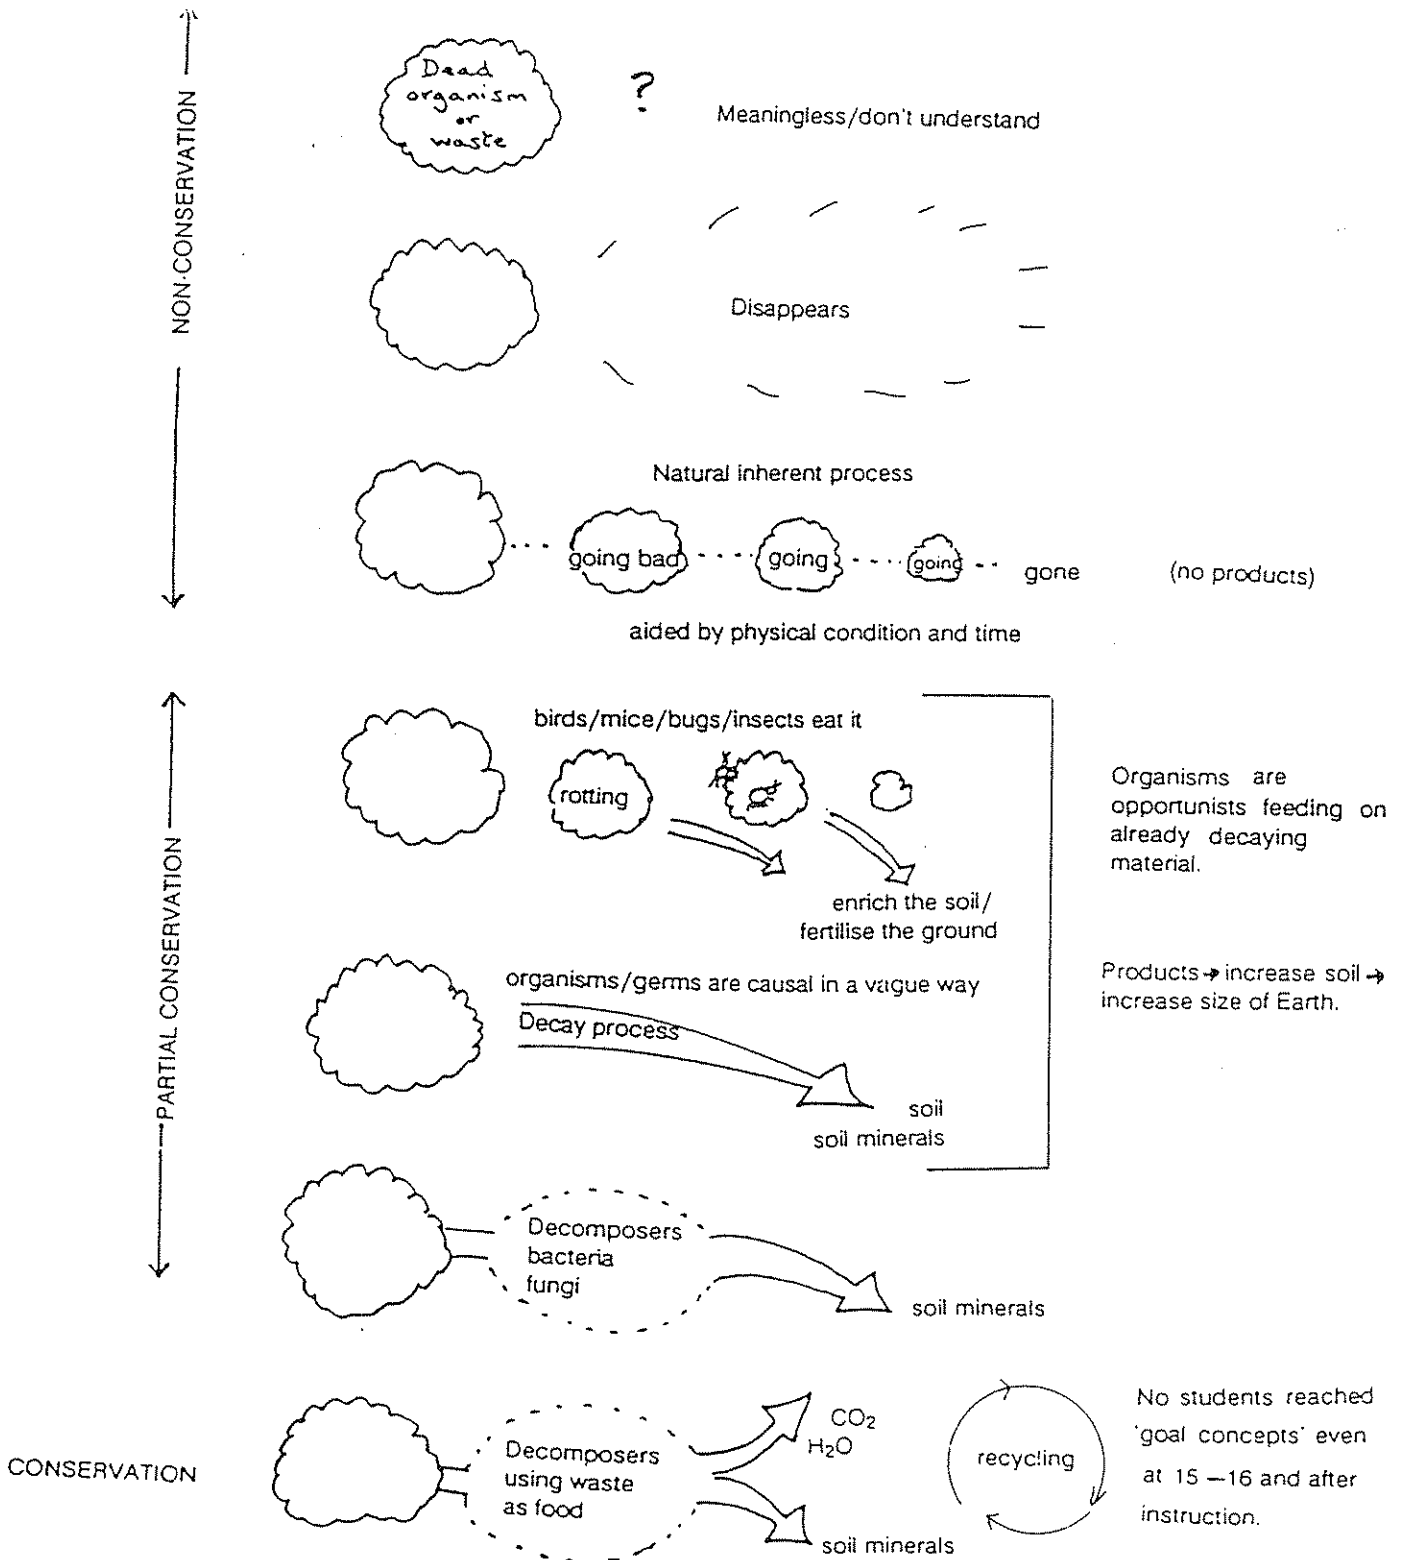 NON-CONSERVATION
Dead
organism
or
waste
?
Meaningless/don't understand
Disappears
Natural inherent process
going bad
going
going
gone
(no products)
aided by physical condition and time
PARTIAL CONSERVATION
birds/mice/bugs/insects eat it
rotting
enrich the soil/
fertilise the ground
Organisms are
opportunists feeding on
already decaying
material.
organisms/germs are causal in a vague way
Decay process
soil
soil minerals
Products → increase soil →
increase size of Earth.
Decomposers
bacteria
fungi
soil minerals
CONSERVATION
Decomposers
using waste
as food
CO₂
H₂O
soil minerals
recycling
No students reached
'goal concepts' even
at 15 — 16 and after
instruction.